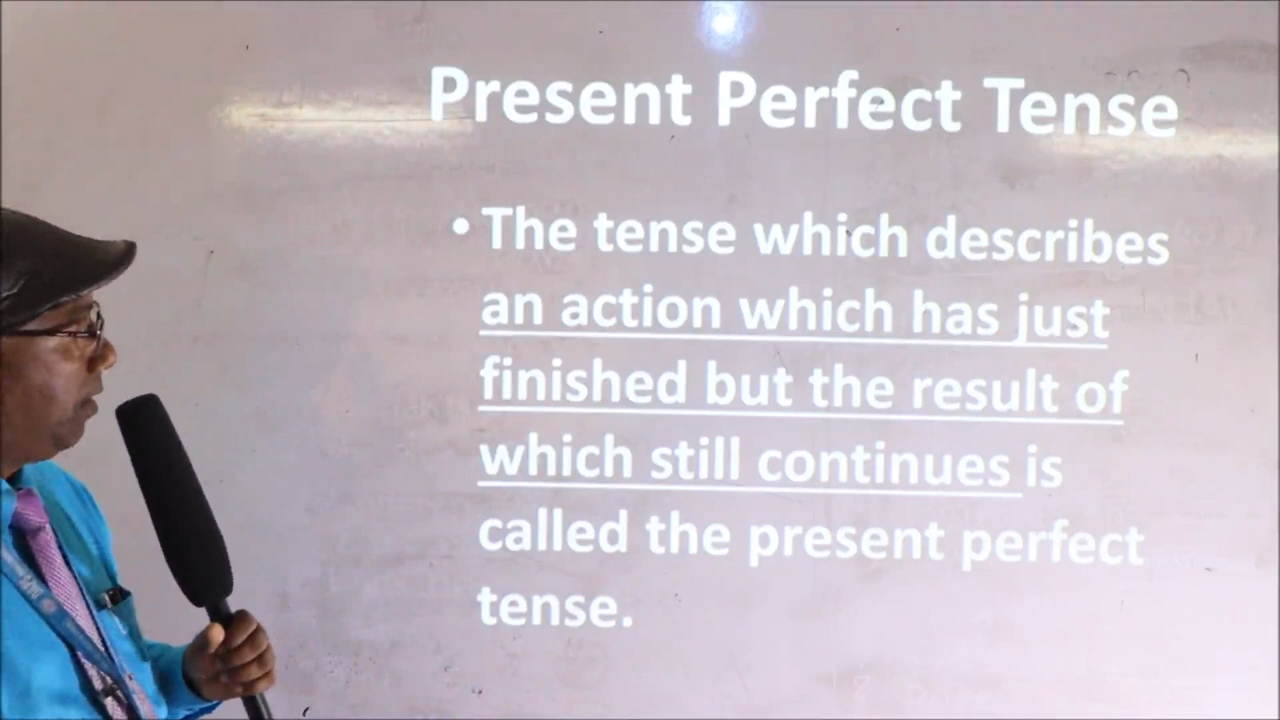 Present Perfect Tense
• The tense which describes
an action which has just
finished but the result of
which still continues is
called the present perfect
tense.